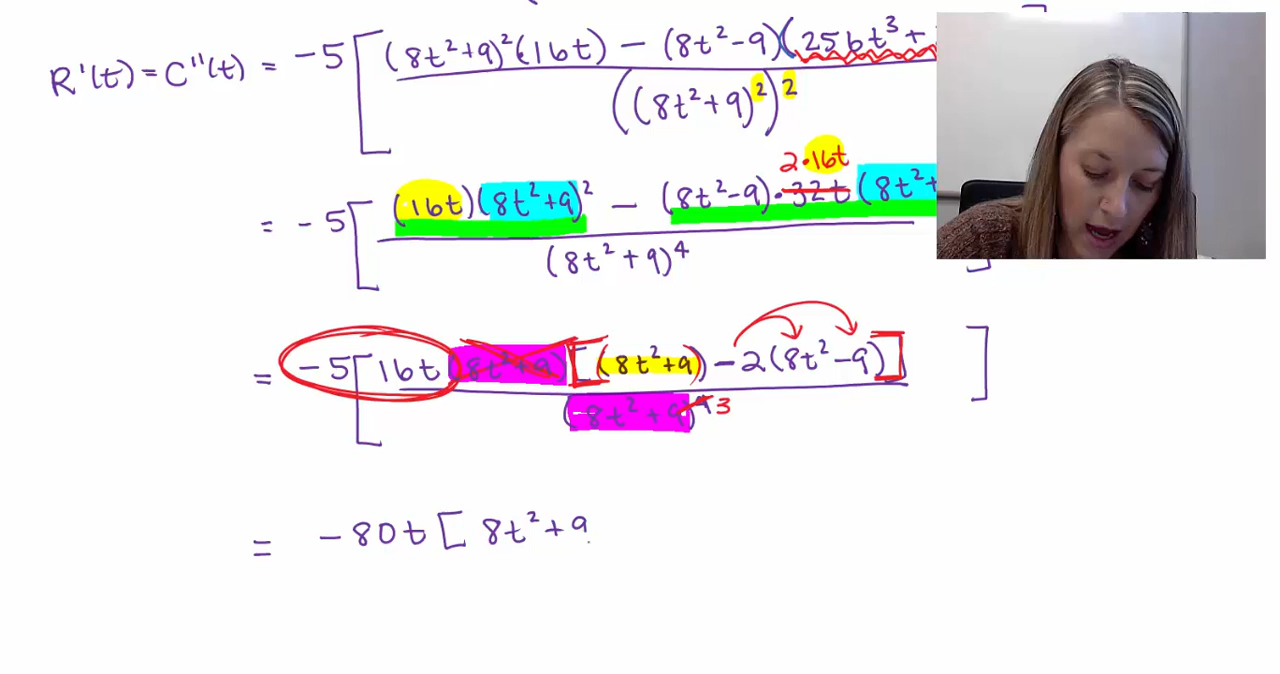 R'(t) = C''(t) = -5[ (8t²+9)²(16t) - (8t²-9)(256t³+
((8t²+9)²)²
2·16t
= -5[ (16t)(8t²+9)² - (8t²-9)·32t(8t²+
(8t²+9)⁴ ]
= -5[ 16t(8t²+9)[(8t²+9) - 2(8t²-9)] ]
(8t²+9)⁴ 3
= -80t[ 8t²+9